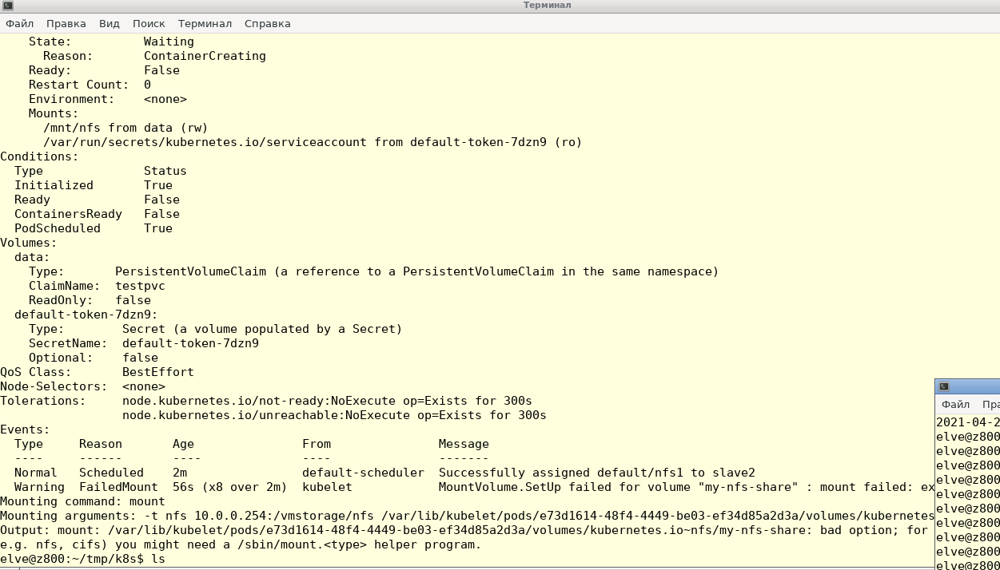 Терминал
Файл Правка Вид Поиск Терминал Справка
    State:          Waiting
      Reason:       ContainerCreating
    Ready:          False
    Restart Count:  0
    Environment:    <none>
    Mounts:
      /mnt/nfs from data (rw)
      /var/run/secrets/kubernetes.io/serviceaccount from default-token-7dzn9 (ro)
Conditions:
  Type              Status
  Initialized       True
  Ready             False
  ContainersReady   False
  PodScheduled      True
Volumes:
  data:
    Type:       PersistentVolumeClaim (a reference to a PersistentVolumeClaim in the same namespace)
    ClaimName:  testpvc
    ReadOnly:   false
  default-token-7dzn9:
    Type:        Secret (a volume populated by a Secret)
    SecretName:  default-token-7dzn9
    Optional:    false
QoS Class:       BestEffort
Node-Selectors:  <none>
Tolerations:     node.kubernetes.io/not-ready:NoExecute op=Exists for 300s
                 node.kubernetes.io/unreachable:NoExecute op=Exists for 300s
Events:
  Type     Reason       Age                From               Message
  ----     ------       ----               ----               -------
  Normal   Scheduled    2m                 default-scheduler  Successfully assigned default/nfs1 to slave2
  Warning  FailedMount  56s (x8 over 2m)  kubelet            MountVolume.SetUp failed for volume "my-nfs-share" : mount failed: ex
Mounting command: mount
Mounting arguments: -t nfs 10.0.0.254:/vmstorage/nfs /var/lib/kubelet/pods/e73d1614-48f4-4449-be03-ef34d85a2d3a/volumes/kubernetes
Output: mount: /var/lib/kubelet/pods/e73d1614-48f4-4449-be03-ef34d85a2d3a/volumes/kubernetes.io~nfs/my-nfs-share: bad option; for
e.g. nfs, cifs) you might need a /sbin/mount.<type> helper program.
elve@z800:~/tmp/k8s$ ls
Файл Пра
2021-04-2
elve@z800
elve@z800
elve@z800
elve@z800
elve@z800
elve@z800
elve@z800
elve@z800
elve@z800
elve@z800